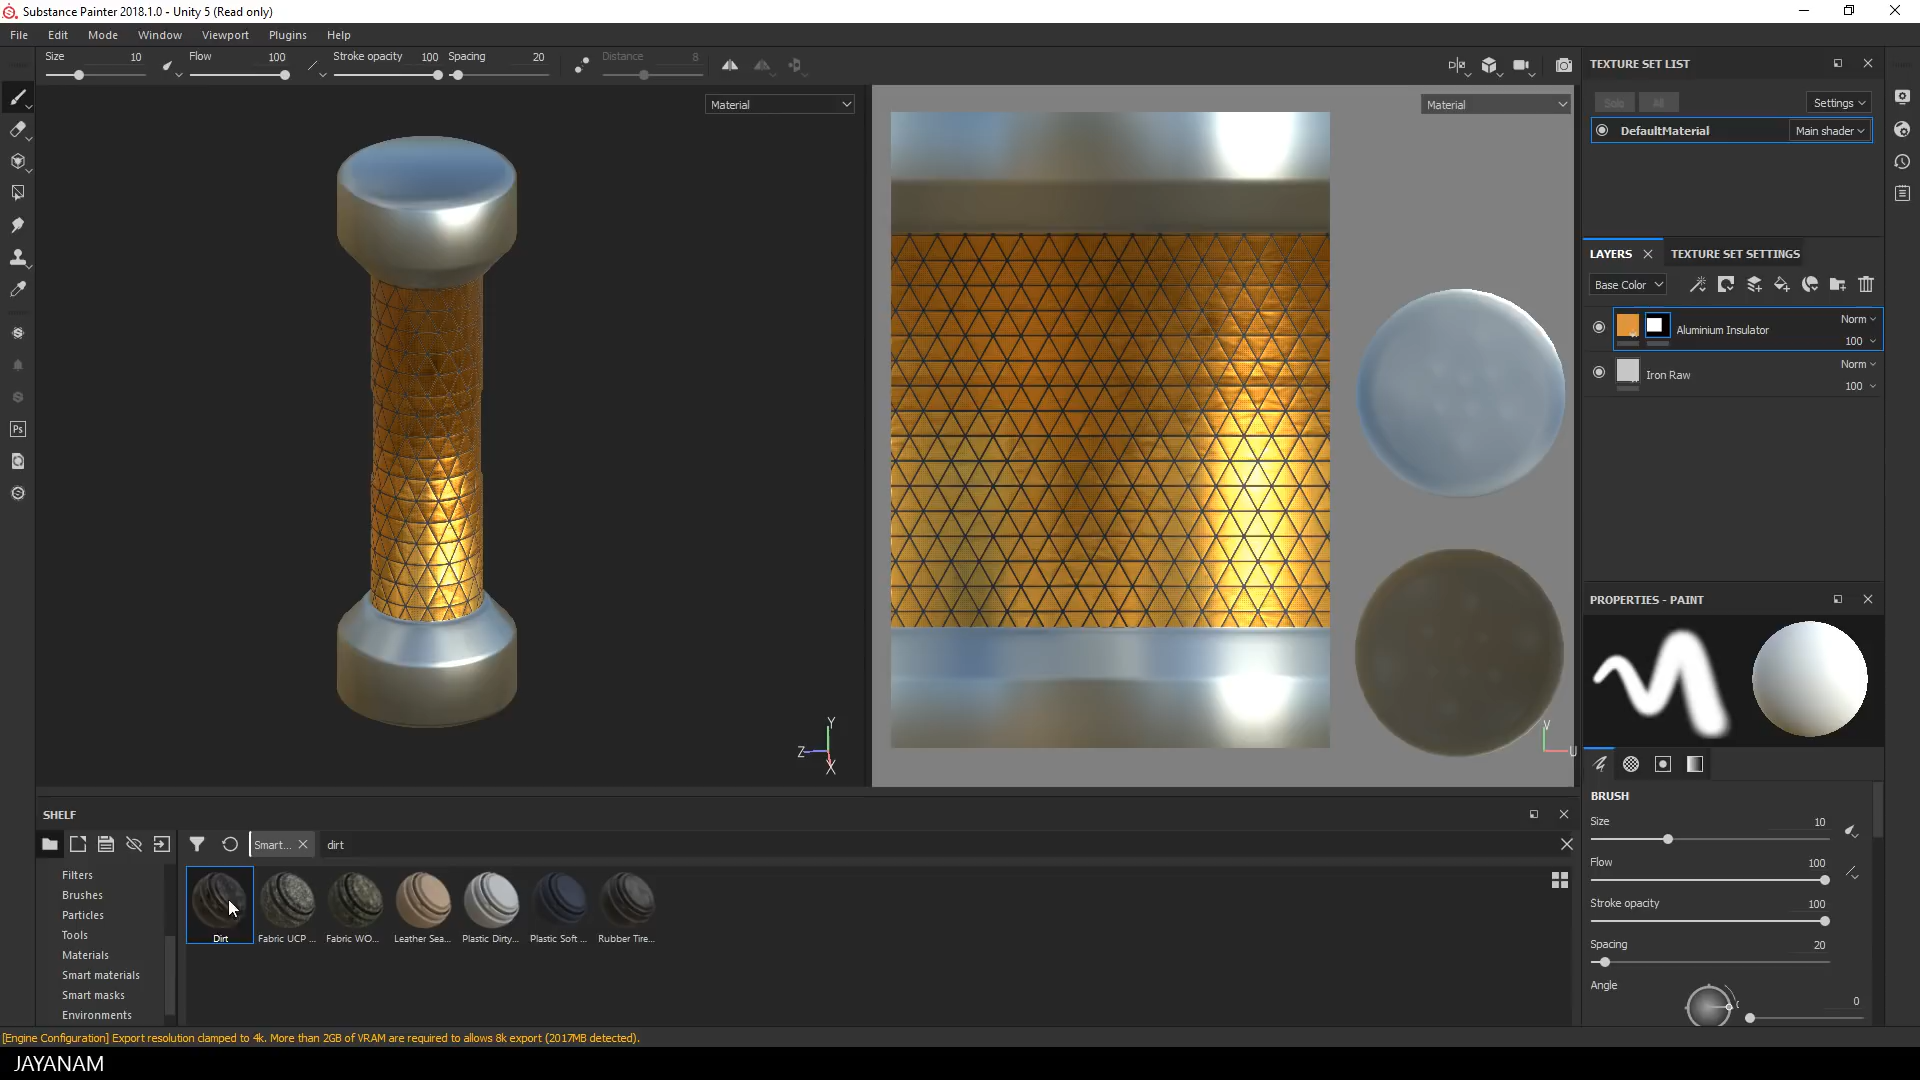 Substance Painter 2018.1.0 - Unity 5 (Read only)
File Edit Mode Window Viewport Plugins Help
Size 10 Flow 100 Stroke opacity 100 Spacing 20 Distance 8
Material
Material
Y
Z
X
V
U
TEXTURE SET LIST
Solo All Settings
DefaultMaterial Main shader
LAYERS TEXTURE SET SETTINGS
Base Color
Aluminium Insulator Norm
100
Iron Raw Norm
100
Ps
PROPERTIES - PAINT
BRUSH
Size 10
Flow 100
Stroke opacity 100
Spacing 20
Angle 0
SHELF
Smart... dirt
Filters
Brushes
Particles
Tools
Materials
Smart materials
Smart masks
Environments
Dirt Fabric UCP ... Fabric WO... Leather Sea... Plastic Dirty... Plastic Soft ... Rubber Tire...
[Engine Configuration] Export resolution clamped to 4k. More than 2GB of VRAM are required to allows 8k export (2017MB detected).
JAYANAM